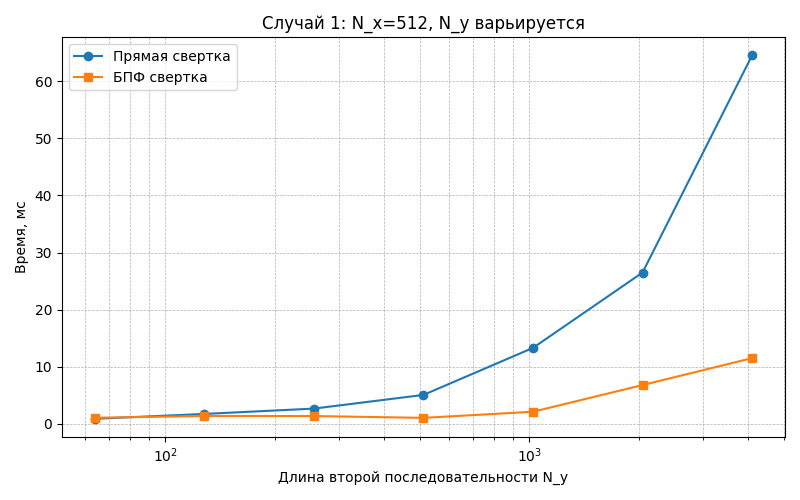 Случай 1: N_x=512, N_y варьируется
Прямая свертка
БПФ свертка
Время, мс
60
50
40
30
20
10
0
10²
10³
Длина второй последовательности N_y